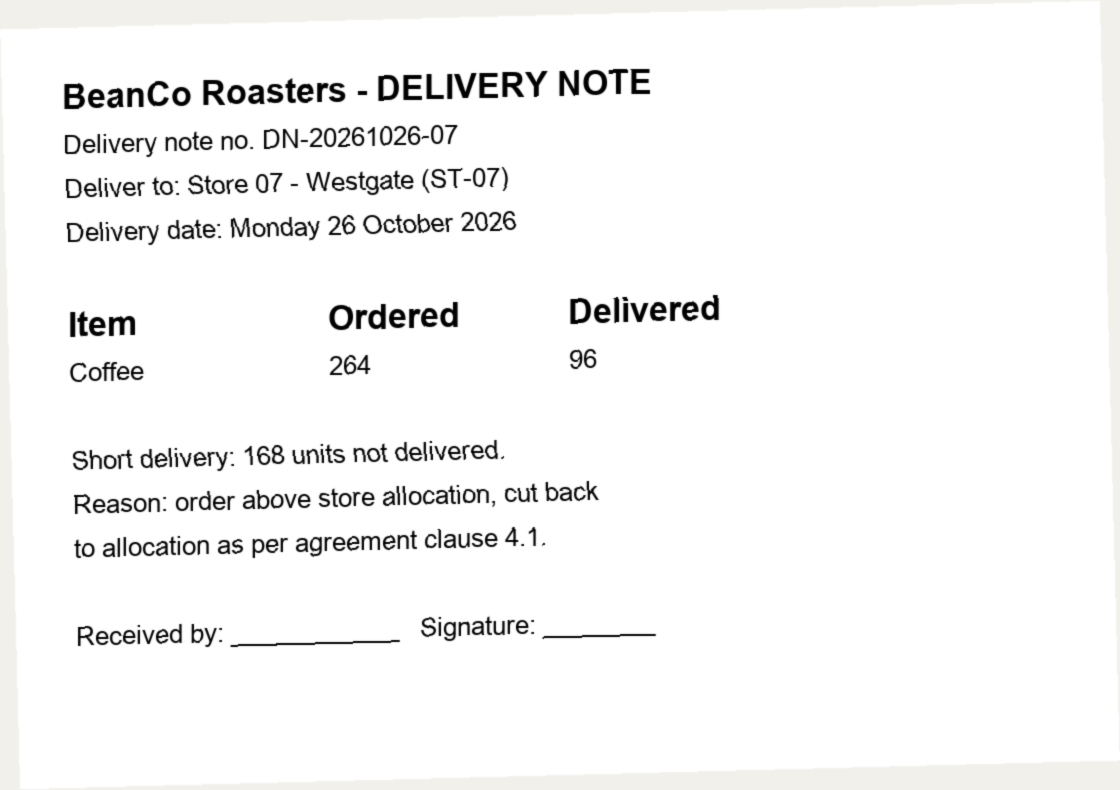 BeanCo Roasters - DELIVERY NOTE
Delivery note no. DN-20261026-07
Deliver to: Store 07 - Westgate (ST-07)
Delivery date: Monday 26 October 2026
Item Ordered Delivered
Coffee 264 96
Short delivery: 168 units not delivered.
Reason: order above store allocation, cut back
to allocation as per agreement clause 4.1.
Received by: ____________ Signature: ________